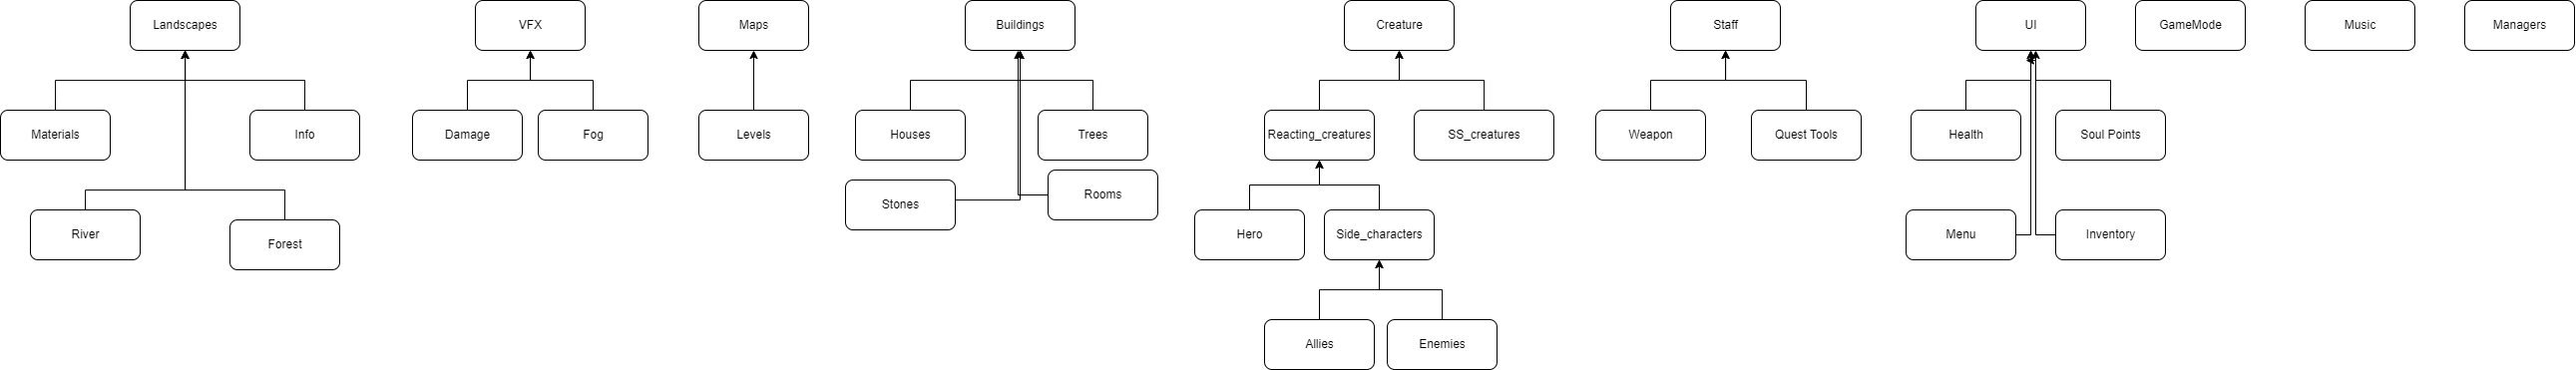 Landscapes
VFX
Maps
Buildings
Creature
Staff
UI
GameMode
Music
Managers
Materials
Info
Damage
Fog
Levels
Houses
Trees
Reacting_creatures
SS_creatures
Weapon
Quest Tools
Health
Soul Points
Stones
Rooms
River
Forest
Hero
Side_characters
Menu
Inventory
Allies
Enemies